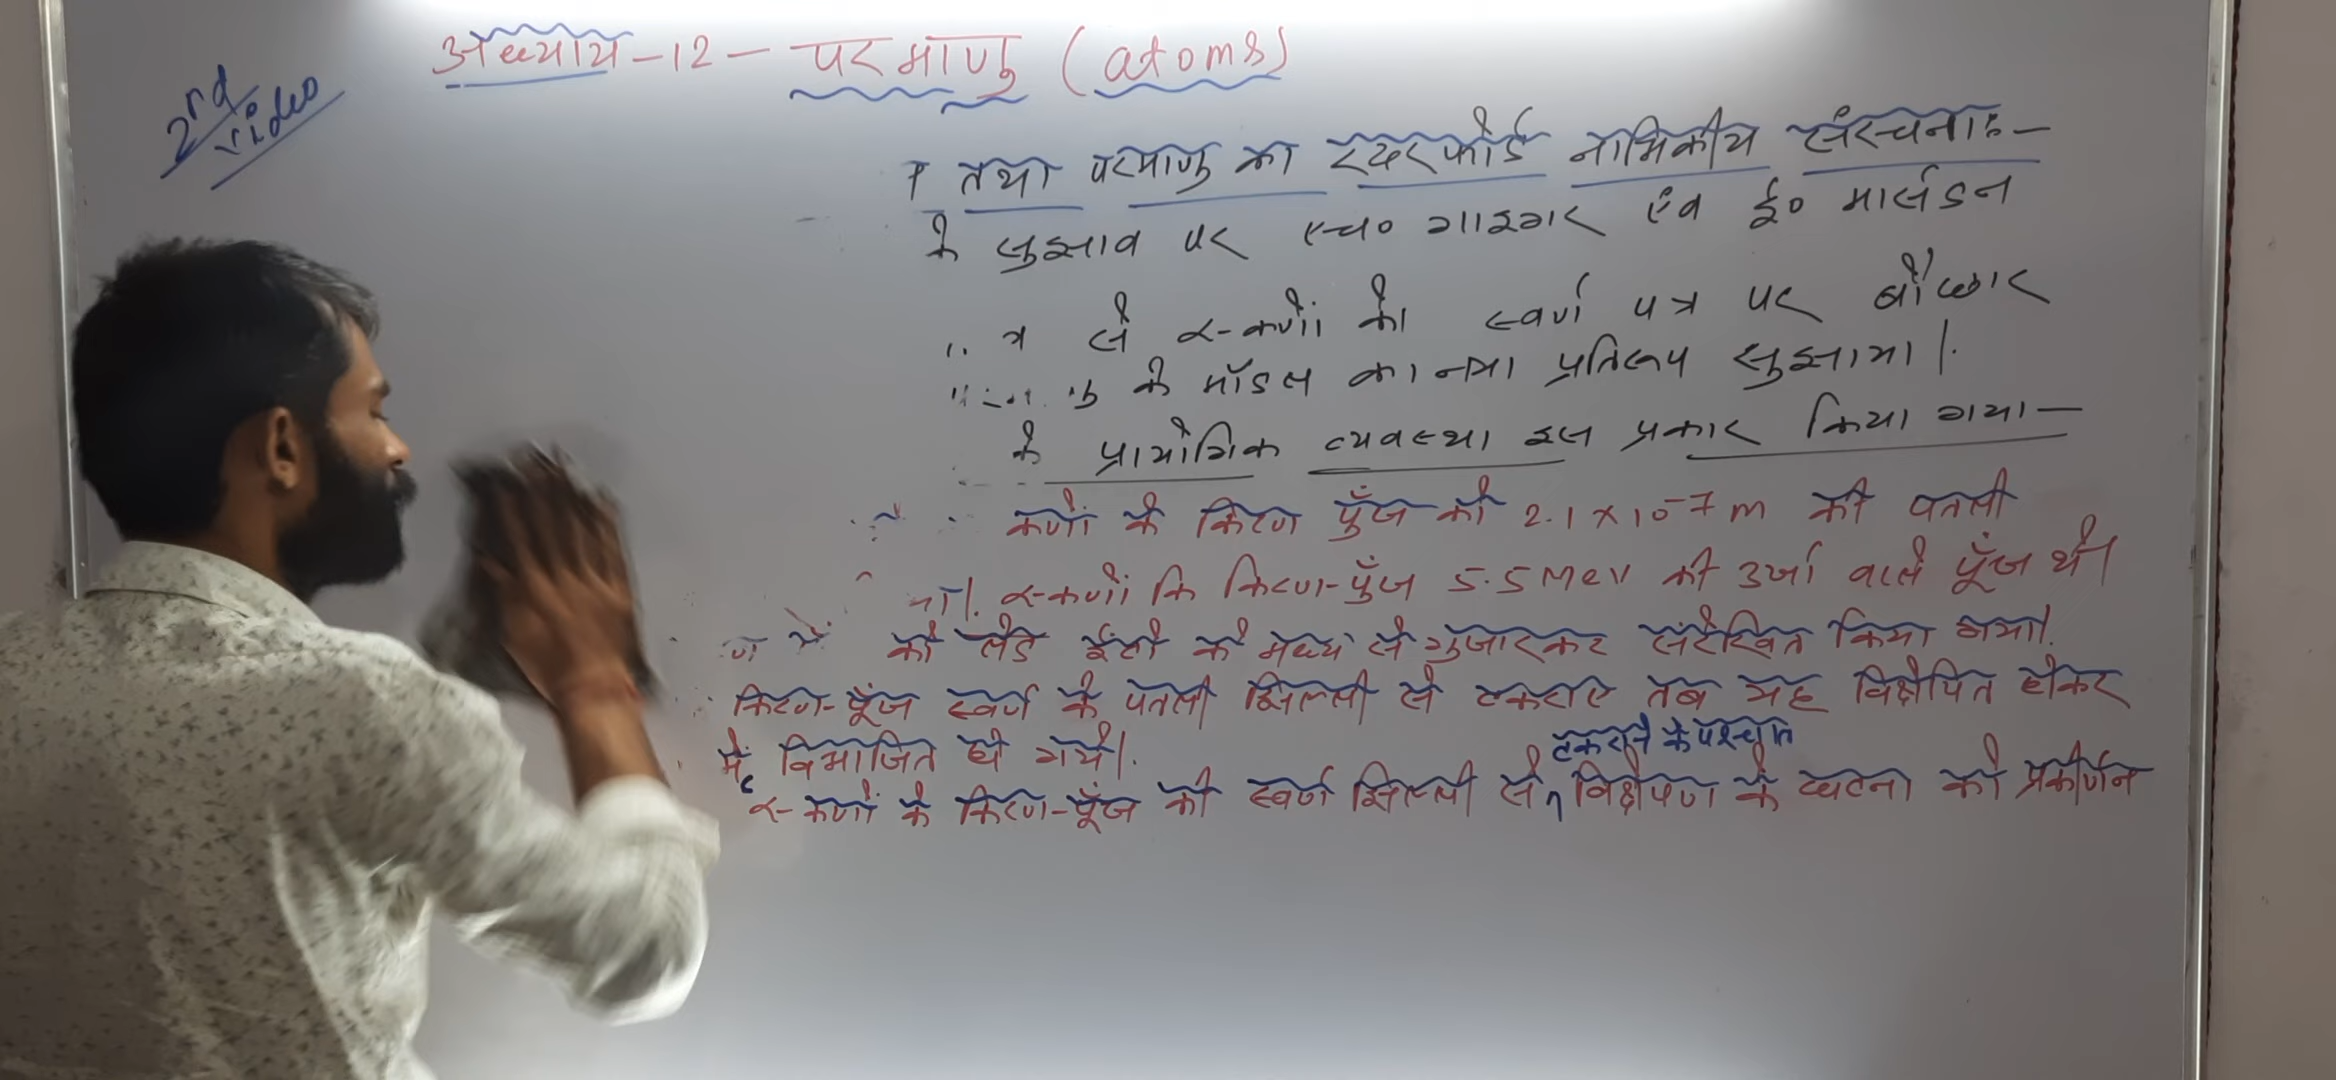 2nd video
अध्याय-12- परमाणु (atoms)
तथा परमाणु का रदरफोर्ड नाभिकीय संरचनाः-
के सुझाव पर एच० गाइगर एंव ई० मार्सडन
त्र से α-कणों को स्वर्ण पत्र पर बौछार
के मॉडल का नया प्रतिरूप सुझाया।
के प्रायोगिक व्यवस्था इस प्रकार किया गया-
कणों के किरण पुँज को 2.1×10-7m की पतली
α-कणों कि किरण-पुँज 5.5MeV की उर्जा वाले पूँज थे।
को लेड ईंटो के मध्य से गुजारकर संरेखित किया गया।
किरण-पूँज स्वर्ण के पतली झिल्ली से टकराए तब यह विक्षेपित होकर
में विभाजित हो गये।
टकराने के पश्चात
α-कणों के किरण-पूँज की स्वर्ण झिल्ली से विक्षेपण के घटना को प्रकीर्णन